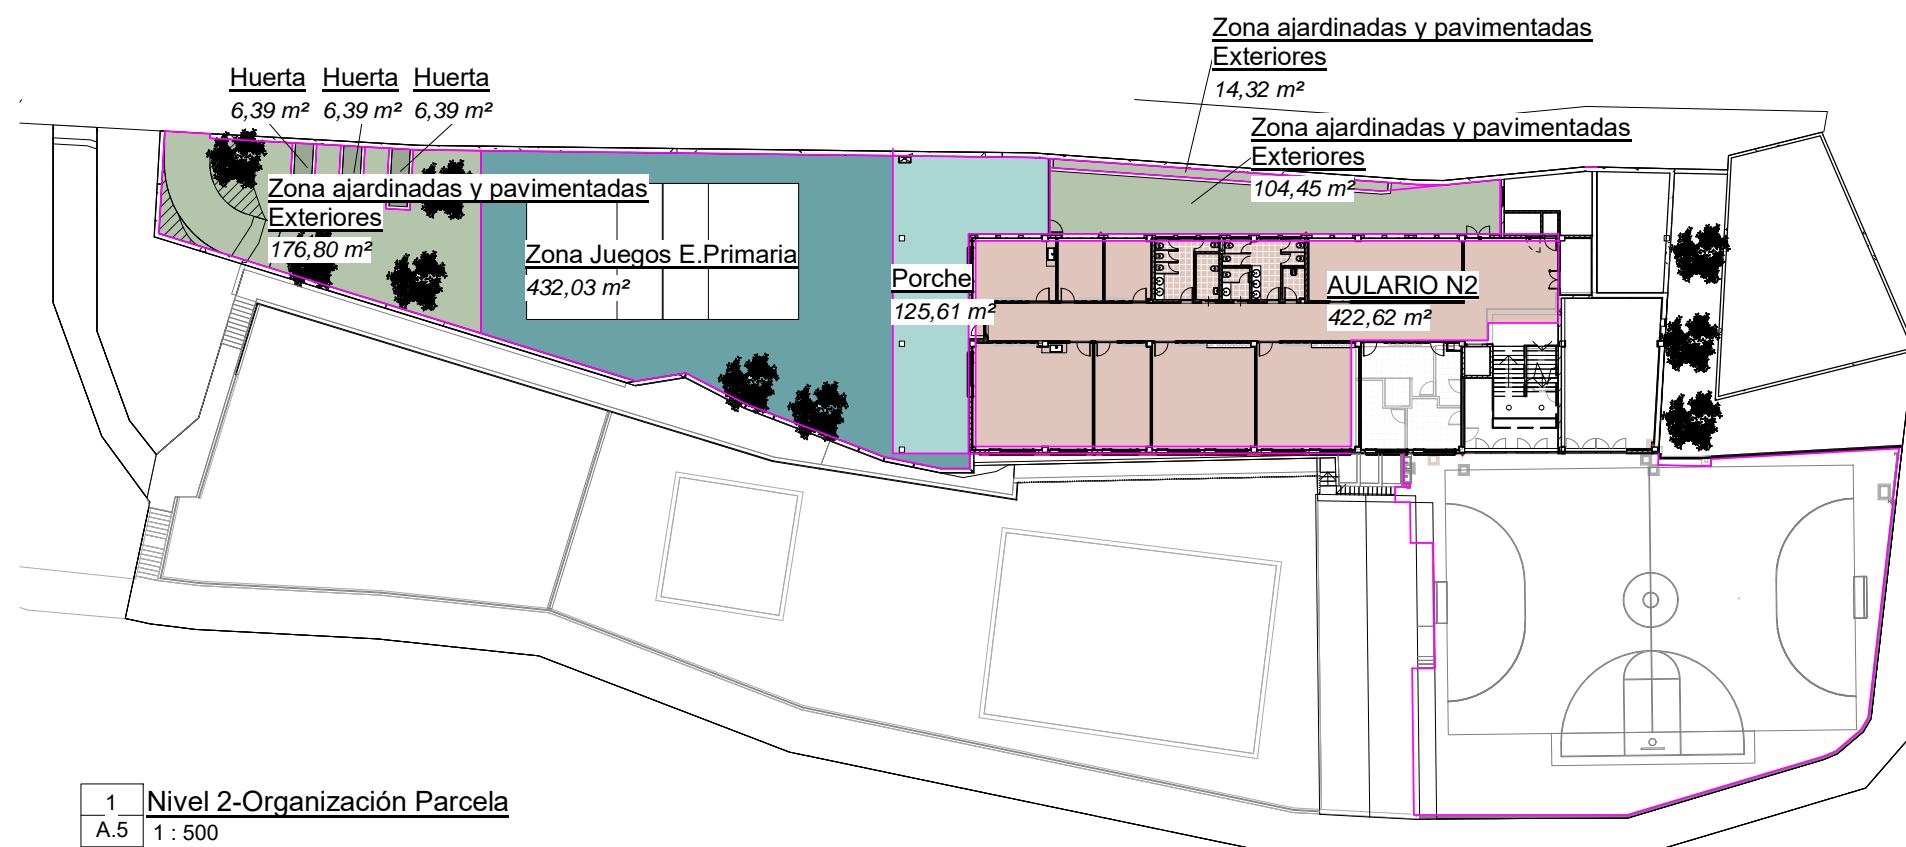 Zona ajardinadas y pavimentadas
Exteriores
14,32 m²
Huerta Huerta Huerta
6,39 m² 6,39 m² 6,39 m²
Zona ajardinadas y pavimentadas
Exteriores
104,45 m²
Zona ajardinadas y pavimentadas
Exteriores
176,80 m²
Zona Juegos E.Primaria
432,03 m²
Porche
125,61 m²
AULARIO N2
422,62 m²
1 Nivel 2-Organización Parcela
A.5 1 : 500